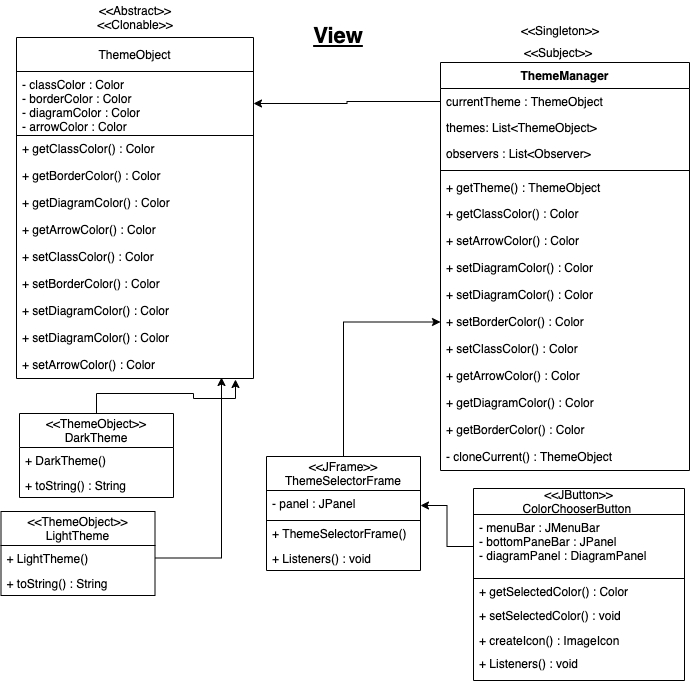 <<Abstract>>
<<Clonable>>
ThemeObject
- classColor : Color
- borderColor : Color
- diagramColor : Color
- arrowColor : Color
+ getClassColor() : Color
+ getBorderColor() : Color
+ getDiagramColor() : Color
+ getArrowColor() : Color
+ setClassColor() : Color
+ setBorderColor() : Color
+ setDiagramColor() : Color
+ setDiagramColor() : Color
+ setArrowColor() : Color
View
<<Singleton>>
<<Subject>>
ThemeManager
currentTheme : ThemeObject
themes: List<ThemeObject>
observers : List<Observer>
+ getTheme() : ThemeObject
+ getClassColor() : Color
+ setArrowColor() : Color
+ setDiagramColor() : Color
+ setDiagramColor() : Color
+ setBorderColor() : Color
+ setClassColor() : Color
+ getArrowColor() : Color
+ getDiagramColor() : Color
+ getBorderColor() : Color
- cloneCurrent() : ThemeObject
<<ThemeObject>>
DarkTheme
+ DarkTheme()
+ toString() : String
<<ThemeObject>>
LightTheme
+ LightTheme()
+ toString() : String
<<JFrame>>
ThemeSelectorFrame
- panel : JPanel
+ ThemeSelectorFrame()
+ Listeners() : void
<<JButton>>
ColorChooserButton
- menuBar : JMenuBar
- bottomPaneBar : JPanel
- diagramPanel : DiagramPanel
+ getSelectedColor() : Color
+ setSelectedColor() : void
+ createIcon() : ImageIcon
+ Listeners() : void